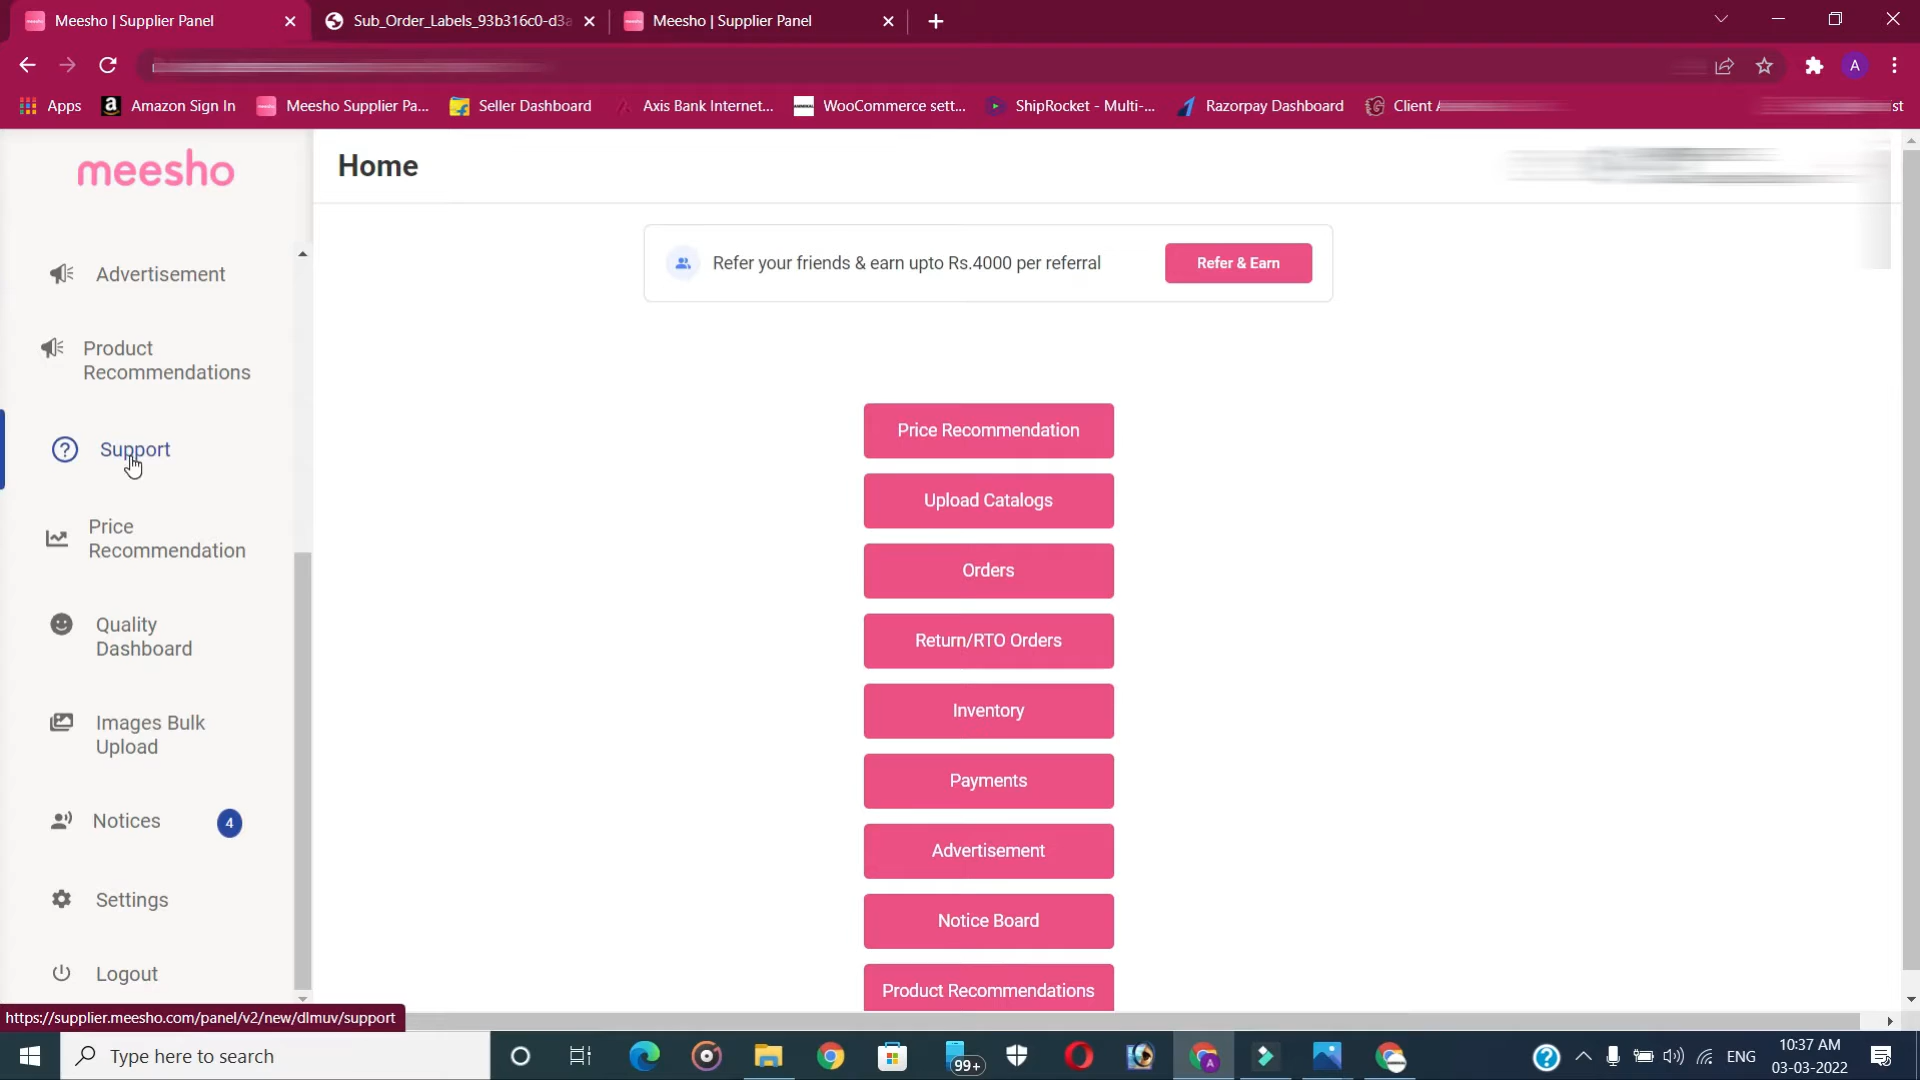 Meesho | Supplier Panel
Sub_Order_Labels_93b316c0-d3a
Meesho | Supplier Panel
A
Apps
Amazon Sign In
Meesho Supplier Pa...
Seller Dashboard
Axis Bank Internet...
WooCommerce sett...
ShipRocket - Multi-...
Razorpay Dashboard
Client
st
meesho
Home
Refer your friends & earn upto Rs.4000 per referral
Refer & Earn
Advertisement
Product
Recommendations
Support
Price
Recommendation
Quality
Dashboard
Images Bulk
Upload
Notices
4
Settings
Logout
Price Recommendation
Upload Catalogs
Orders
Return/RTO Orders
Inventory
Payments
Advertisement
Notice Board
Product Recommendations
https://supplier.meesho.com/panel/v2/new/dlmuv/support
Type here to search
99+
ENG
10:37 AM
03-03-2022